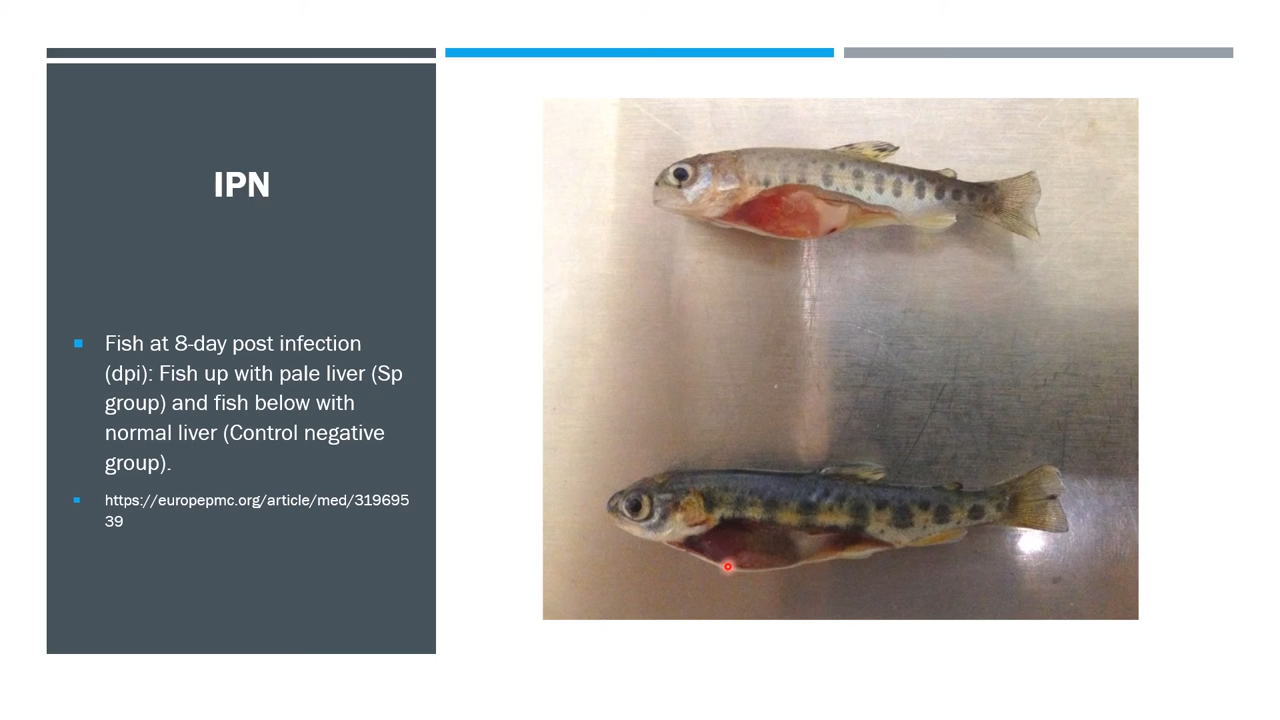 IPN
Fish at 8-day post infection
(dpi): Fish up with pale liver (Sp
group) and fish below with
normal liver (Control negative
group).
https://europepmc.org/article/med/319695
39